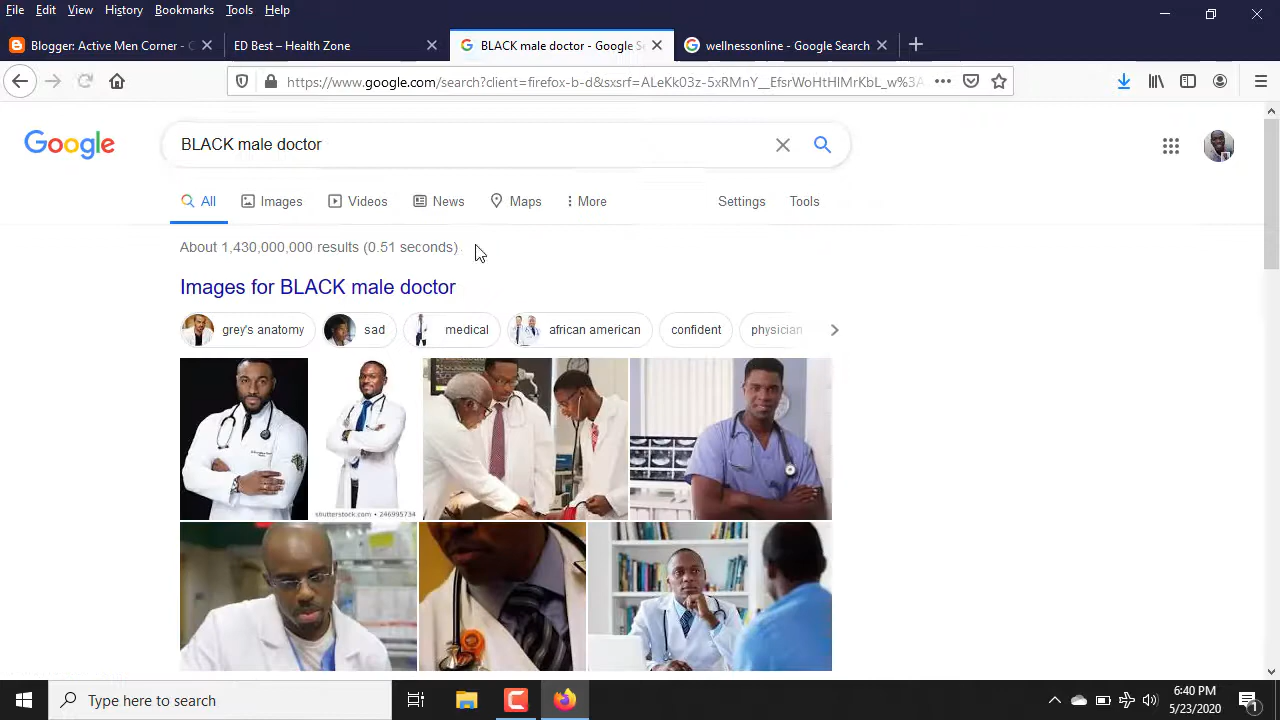 File Edit View History Bookmarks Tools Help
Blogger: Active Men Corner - C
ED Best – Health Zone
BLACK male doctor - Google Se
wellnessonline - Google Search
https://www.google.com/search?client=firefox-b-d&sxsrf=ALeKk03z-5xRMnY__EfsrWoHtHlMrKbL_w%3A
Google
BLACK male doctor
All Images Videos News Maps More Settings Tools
About 1,430,000,000 results (0.51 seconds)
Images for BLACK male doctor
grey's anatomy sad medical african american confident physician
shutterstock.com • 246995734
Type here to search
6:40 PM
5/23/2020
1